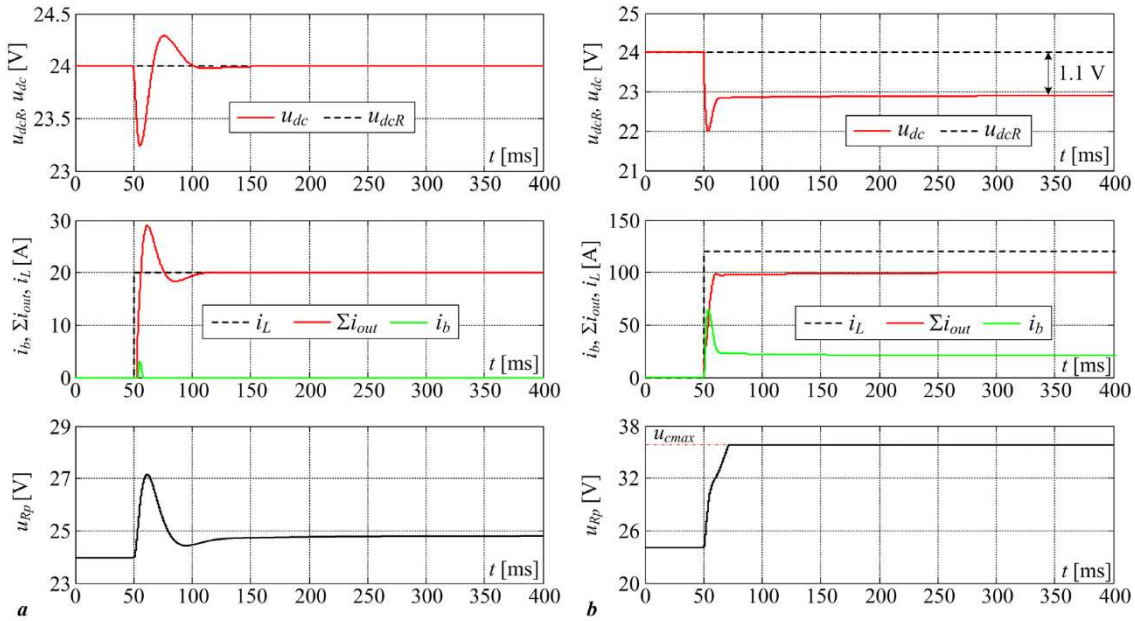 24.5
24
23.5
23
u_dcR, u_dc [V]
u_dc u_dcR
t [ms]
0 50 100 150 200 250 300 350 400
30
20
10
0
i_b, Σi_out, i_L [A]
i_L Σi_out i_b
0 50 100 150 200 250 300 350 400
29
27
25
23
u_Rp [V]
t [ms]
0 50 100 150 200 250 300 350 400
a
25
24
23
22
21
u_dcR, u_dc [V]
1.1 V
u_dc u_dcR
t [ms]
0 50 100 150 200 250 300 350 400
150
100
50
0
i_b, Σi_out, i_L [A]
i_L Σi_out i_b
0 50 100 150 200 250 300 350 400
38
32
26
20
u_Rp [V]
u_cmax
t [ms]
0 50 100 150 200 250 300 350 400
b